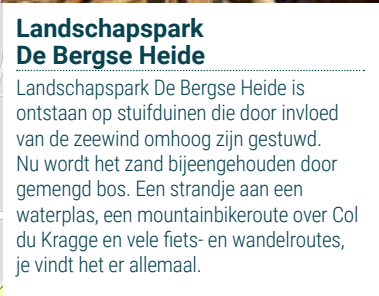 Landschapspark
De Bergse Heide
Landschapspark De Bergse Heide is
ontstaan op stuifduinen die door invloed
van de zeewind omhoog zijn gestuwd.
Nu wordt het zand bijeengehouden door
gemengd bos. Een strandje aan een
waterplas, een mountainbikeroute over Col
du Kragge en vele fiets- en wandelroutes,
je vindt het er allemaal.